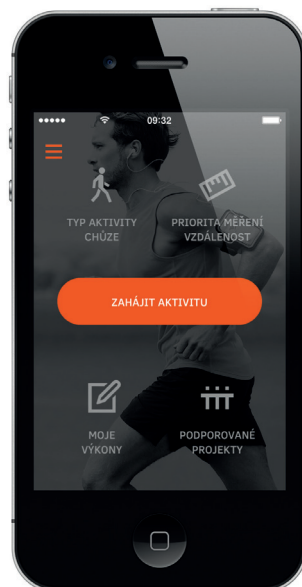 09:32
TYP AKTIVITY
CHŮZE
PRIORITA MĚŘENÍ
VZDÁLENOST
ZAHÁJIT AKTIVITU
MOJE
VÝKONY
PODPOROVANÉ
PROJEKTY